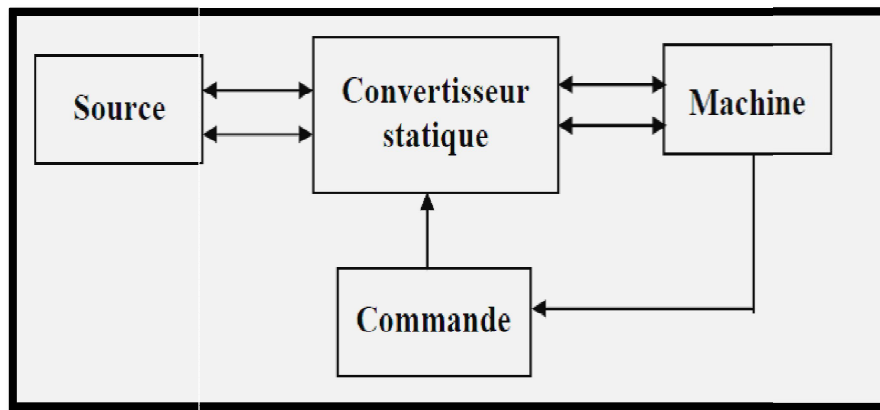 Source
Convertisseur
statique
Machine
Commande